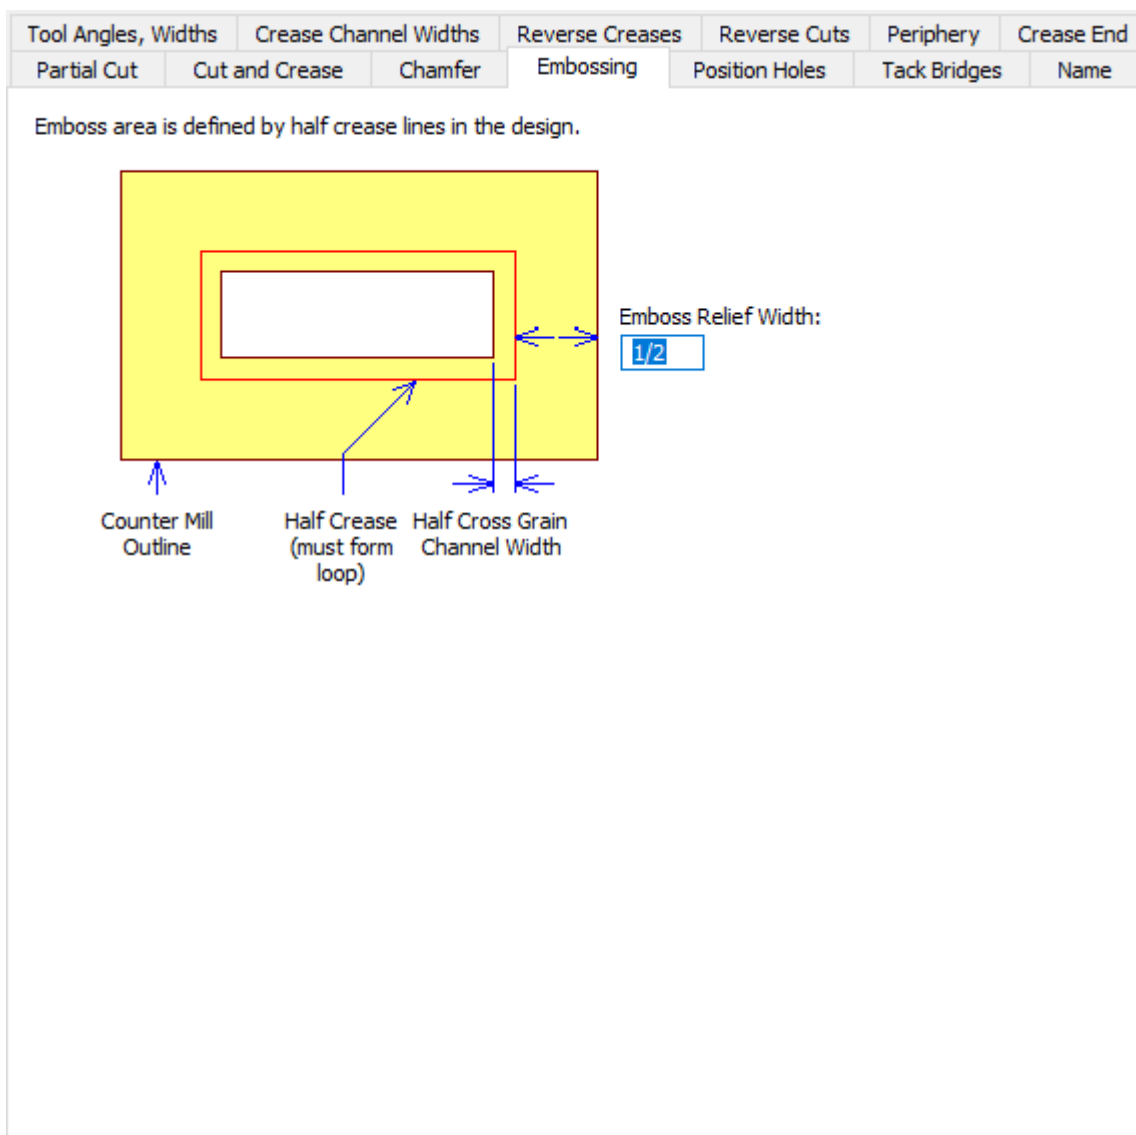 Tool Angles, Widths Crease Channel Widths Reverse Creases Reverse Cuts Periphery Crease End
Partial Cut Cut and Crease Chamfer Embossing Position Holes Tack Bridges Name
Emboss area is defined by half crease lines in the design.
Emboss Relief Width:
1/2
Counter Mill
Outline
Half Crease
(must form
loop)
Half Cross Grain
Channel Width